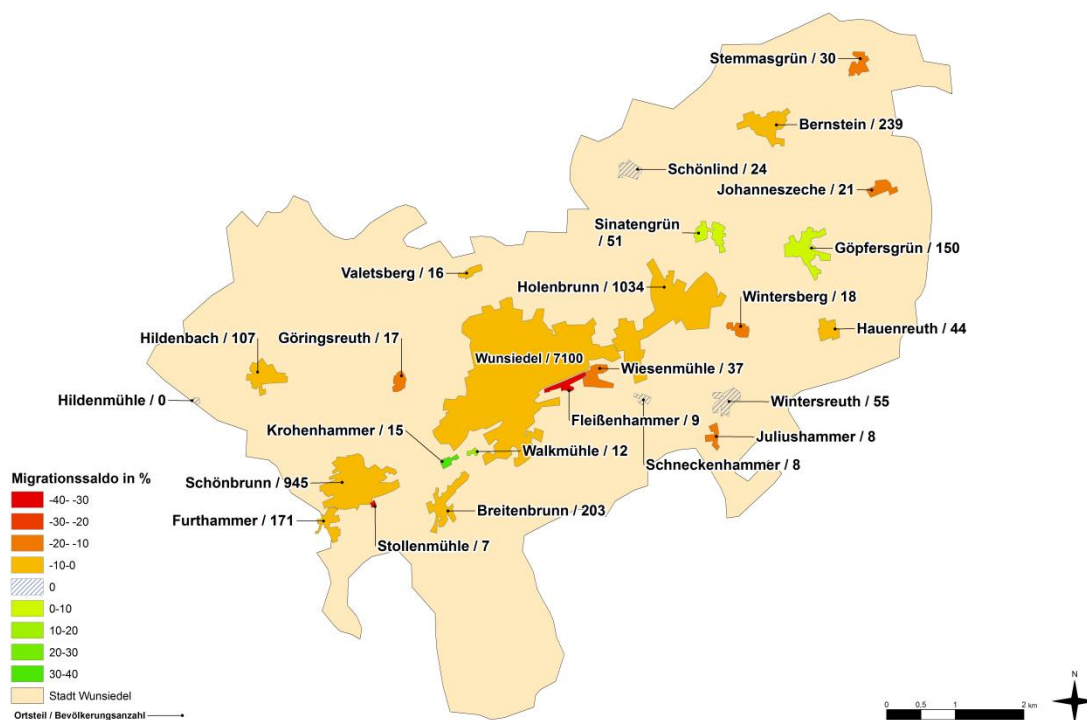 Stemmasgrün / 30
Bernstein / 239
Schönlind / 24
Johanneszeche / 21
Sinatengrün
/ 51
Göpfersgrün / 150
Valetsberg / 16
Holenbrunn / 1034
Wintersberg / 18
Hildenbach / 107
Göringsreuth / 17
Hauenreuth / 44
Wunsiedel / 7100
Wiesenmühle / 37
Hildenmühle / 0
Wintersreuth / 55
Fleißenhammer / 9
Krohenhammer / 15
Juliushammer / 8
Walkmühle / 12
Schneckenhammer / 8
Schönbrunn / 945
Breitenbrunn / 203
Furthammer / 171
Stollenmühle / 7
Migrationssaldo in %
-40- -30
-30- -20
-20- -10
-10-0
0
0-10
10-20
20-30
30-40
Stadt Wunsiedel
Ortsteil / Bevölkerungsanzahl
N
0 0,5 1 2 km